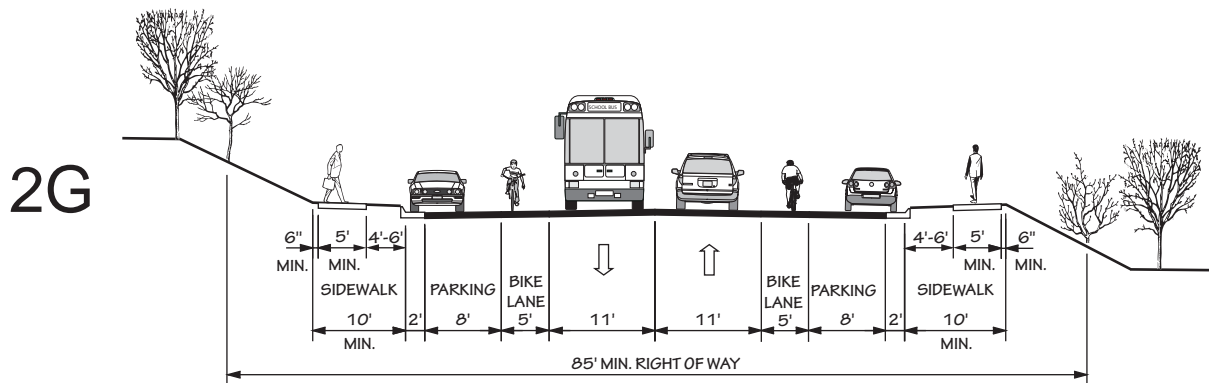 SCHOOL BUS
2G
6" 5' 4'-6' 4'-6' 5' 6"
MIN. MIN. MIN. MIN.
SIDEWALK PARKING BIKE LANE BIKE LANE PARKING SIDEWALK
10' 2' 8' 5' 11' 11' 5' 8' 2' 10'
MIN. MIN.
85' MIN. RIGHT OF WAY